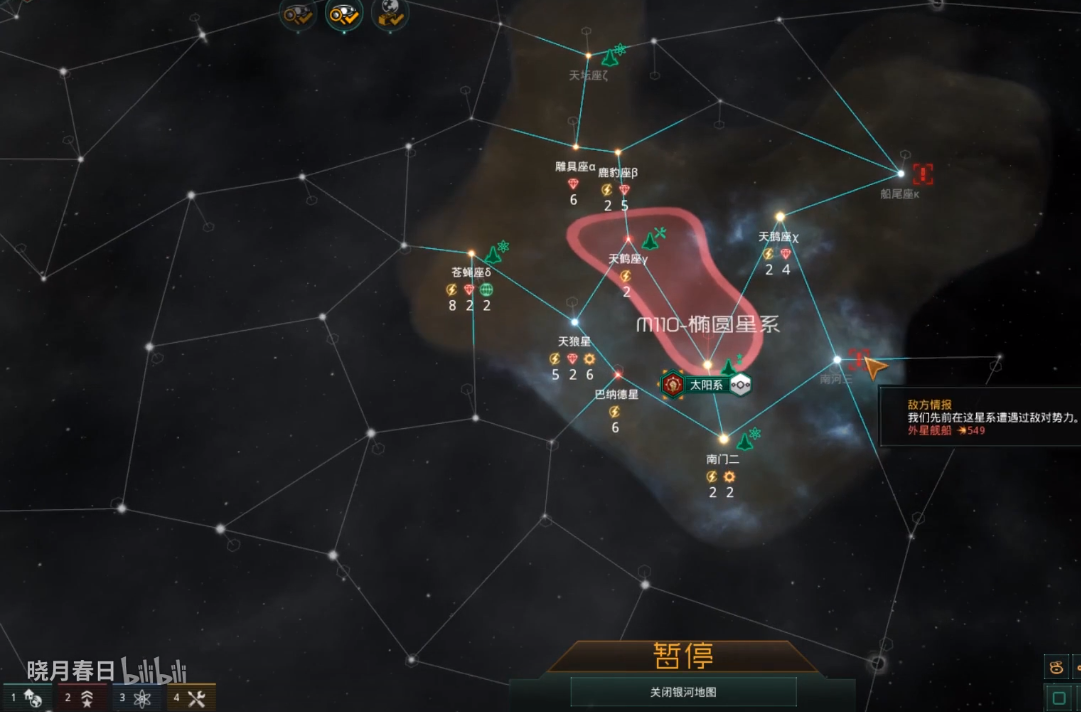 天坛座ζ
雕具座α
6
鹿豹座β
2 5
船尾座κ
天鹤座γ
2
天鹅座χ
2 4
苍蝇座δ
8 2 2
M110-椭圆星系
天狼星
5 2 6
太阳系
南河三
巴纳德星
6
敌方情报
我们先前在这星系遭遇过敌对势力。
外星舰船 549
南门二
2 2
暂停
关闭银河地图
晓月春日 bilibili
1 2 3 4